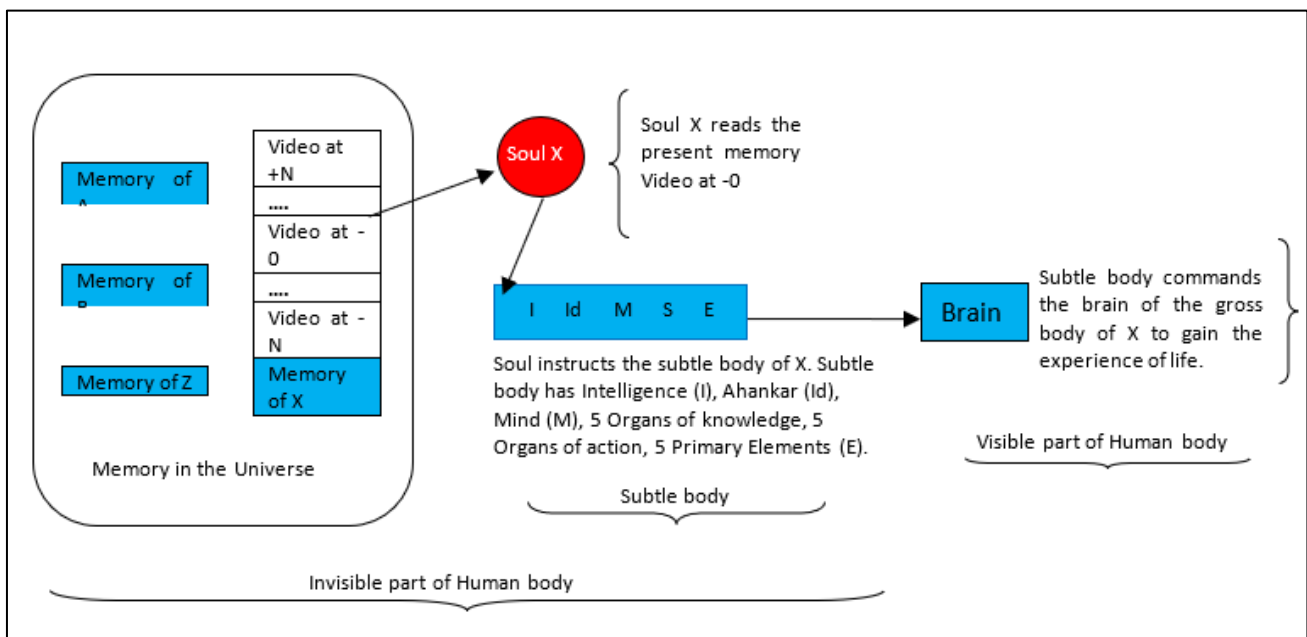 Memory of
Memory of
Memory of Z
Video at
+N
....
Video at -
0
....
Video at -
N
Memory
of X
Memory in the Universe
Soul X
Soul X reads the
present memory
Video at -0
I Id M S E
Soul instructs the subtle body of X. Subtle
body has Intelligence (I), Ahankar (Id),
Mind (M), 5 Organs of knowledge, 5
Organs of action, 5 Primary Elements (E).
Subtle body
Brain
Subtle body commands
the brain of the gross
body of X to gain the
experience of life.
Visible part of Human body
Invisible part of Human body